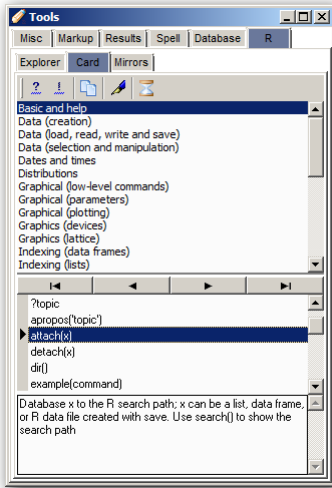 Tools
Misc Markup Results Spell Database R
Explorer Card Mirrors
? !
Basic and help
Data (creation)
Data (load, read, write and save)
Data (selection and manipulation)
Dates and times
Distributions
Graphical (low-level commands)
Graphical (parameters)
Graphical (plotting)
Graphics (devices)
Graphics (lattice)
Indexing (data frames)
Indexing (lists)
?topic
apropos('topic')
attach(x)
detach(x)
dir()
example(command)
Database x to the R search path; x can be a list, data frame,
or R data file created with save. Use search() to show the
search path